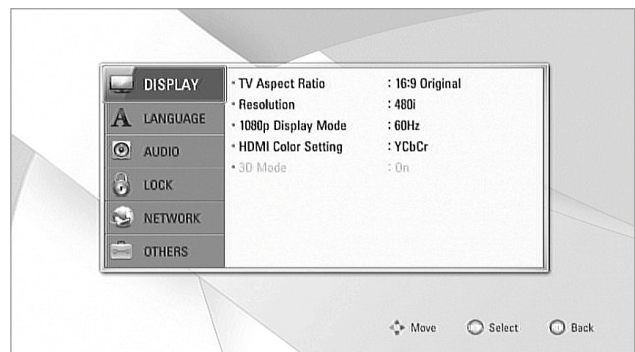 DISPLAY
LANGUAGE
AUDIO
LOCK
NETWORK
OTHERS
• TV Aspect Ratio : 16:9 Original
• Resolution : 480i
• 1080p Display Mode : 60Hz
• HDMI Color Setting : YCbCr
• 3D Mode : On
Move Select Back